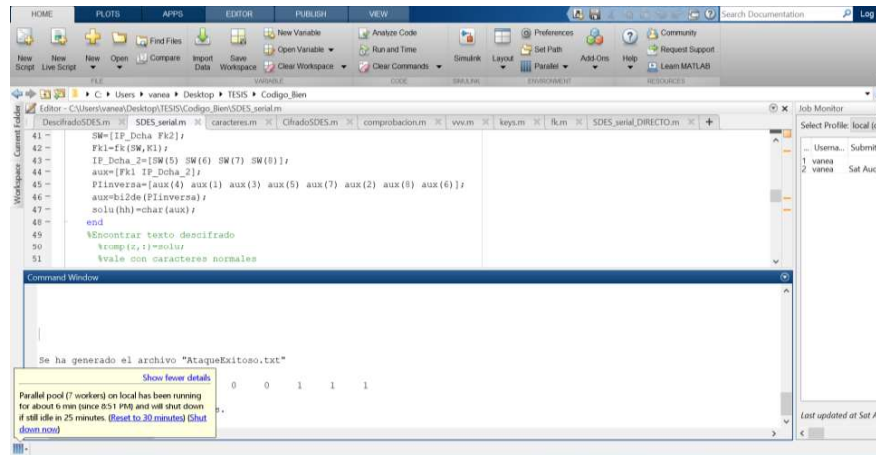 HOME PLOTS APPS EDITOR PUBLISH VIEW Search Documentation Log
New Variable Analyze Code Preferences Community
Find Files Open Variable Run and Time Set Path Request Support
New Script New Live Script New Open Compare Import Data Save Workspace Clear Workspace Clear Commands Simulink Layout Parallel Add-Ons Help Learn MATLAB
FILE VARIABLE CODE SIMULINK ENVIRONMENT RESOURCES
C: Users vanea Desktop TESIS Codigo_Bien
Current Folder
Workspace
Editor - C:\Users\vanea\Desktop\TESIS\Codigo_Bien\SDES_serial.m
DescifradoSDES.m SDES_serial.m caracteres.m CifradoSDES.m comprobacion.m vvv.m keys.m fk.m SDES_serial_DIRECTO.m +
41 - SW=[IP_Dcha Fk2];
42 - Fk1=fk(SW,K1);
43 - IP_Dcha_2=[SW(5) SW(6) SW(7) SW(8)];
44 - aux=[Fk1 IP_Dcha_2];
45 - PIinversa=[aux(4) aux(1) aux(3) aux(5) aux(7) aux(2) aux(8) aux(6)];
46 - aux=bi2de(PIinversa);
47 - solu(hh)=char(aux);
48 - end
49 %Encontrar texto descifrado
50 %romp(z,:)=solu;
51 %vale con caracteres normales
Job Monitor
Select Profile: local (
... Userna... Submit
1 vanea
2 vanea Sat Auc
Last updated at Sat A
Command Window
Se ha generado el archivo "AtaqueExitoso.txt"
0 0 1 1 1
Show fewer details
Parallel pool (7 workers) on local has been running
for about 6 min (since 8:51 PM) and will shut down
if still idle in 25 minutes. (Reset to 30 minutes) (Shut
down now)